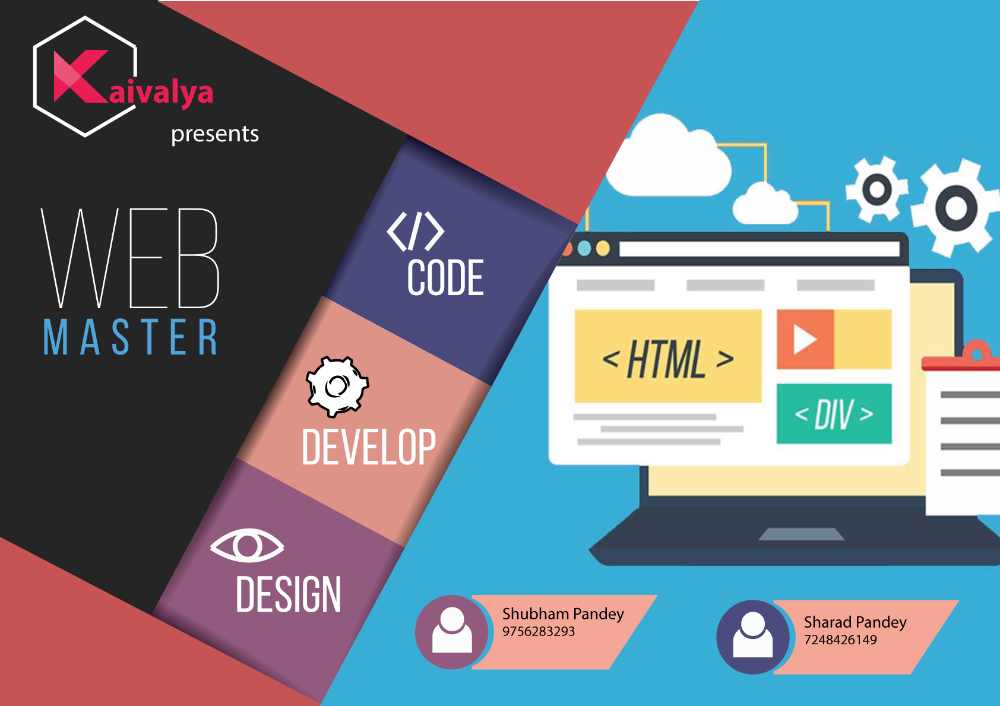 Kaivalya
presents
WEB
MASTER
</>
CODE
DEVELOP
DESIGN
< HTML >
< DIV >
Shubham Pandey
9756283293
Sharad Pandey
7248426149